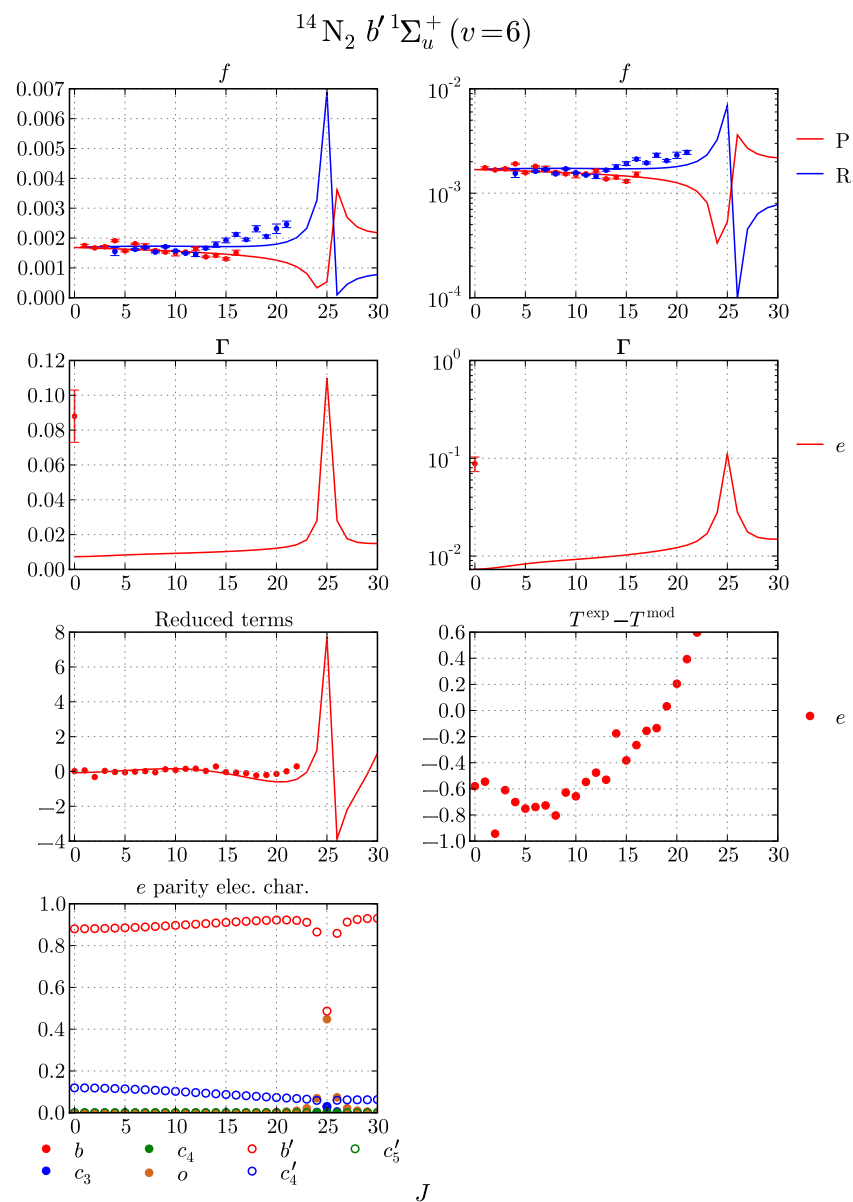 ¹⁴N₂ b′ ¹Σᵤ⁺ (v=6)
f
0.007
0.006
0.005
0.004
0.003
0.002
0.001
0.000
0 5 10 15 20 25 30
f
10⁻²
10⁻³
10⁻⁴
0 5 10 15 20 25 30
P
R
Γ
0.12
0.10
0.08
0.06
0.04
0.02
0.00
0 5 10 15 20 25 30
Γ
10⁰
10⁻¹
10⁻²
0 5 10 15 20 25 30
e
Reduced terms
8
6
4
2
0
−2
−4
0 5 10 15 20 25 30
Tᵉˣᵖ−Tᵐᵒᵈ
0.6
0.4
0.2
0.0
−0.2
−0.4
−0.6
−0.8
−1.0
0 5 10 15 20 25 30
e
e parity elec. char.
1.0
0.8
0.6
0.4
0.2
0.0
0 5 10 15 20 25 30
b c₄ b′ c₅′
c₃ o c₄′
J